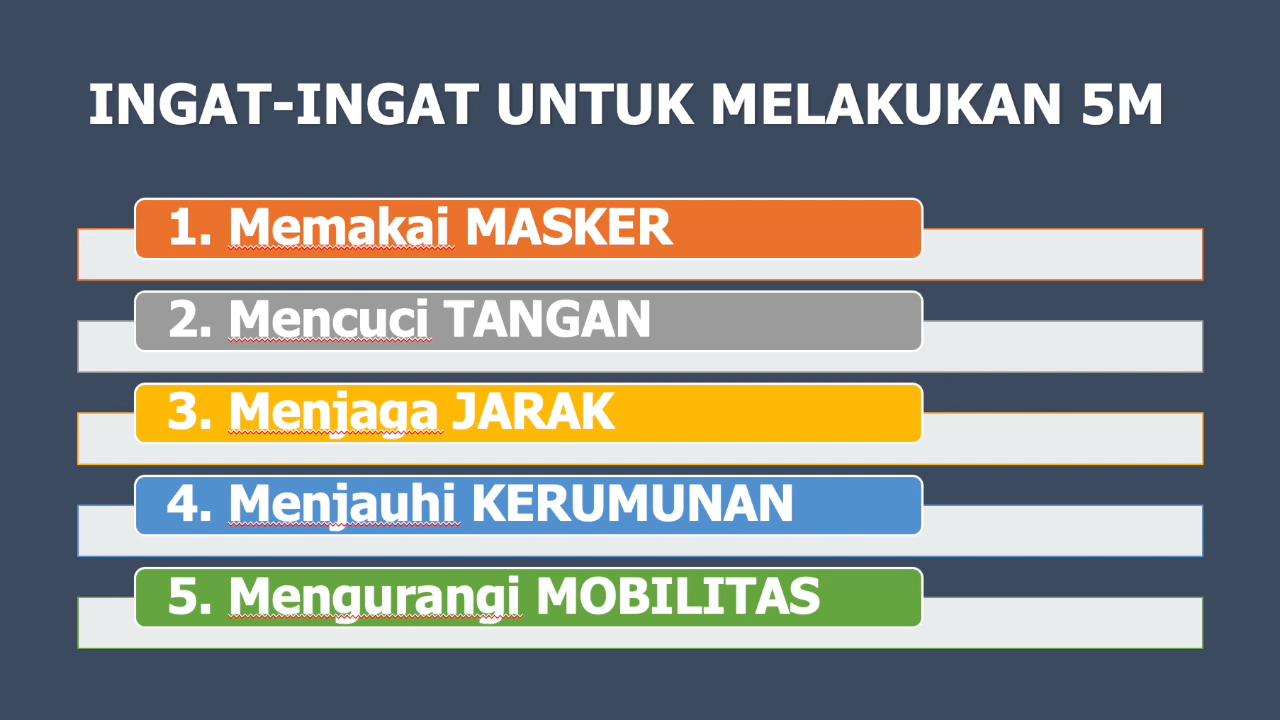 INGAT-INGAT UNTUK MELAKUKAN 5M
1. Memakai MASKER
2. Mencuci TANGAN
3. Menjaga JARAK
4. Menjauhi KERUMUNAN
5. Mengurangi MOBILITAS